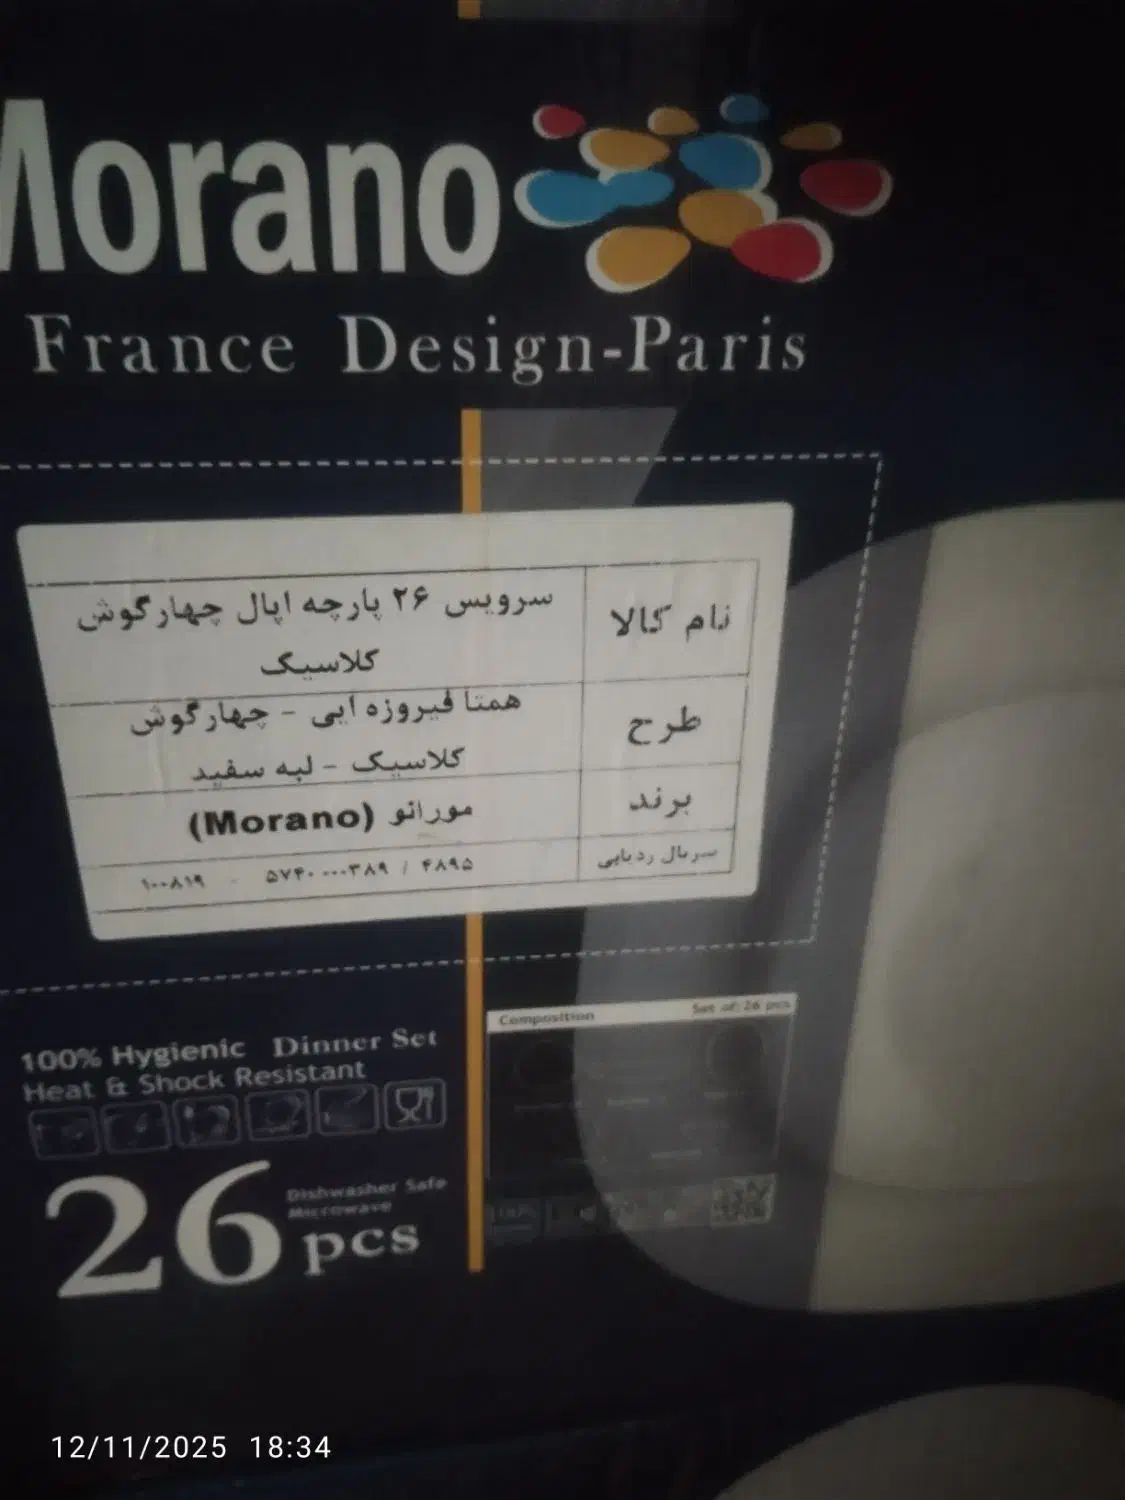 Morano
France Design-Paris
نام کالا
سرویس ۲۶ پارچه اپال چهارگوش
کلاسیک
طرح
همتا فیروزه ایی - چهارگوش
کلاسیک - لبه سفید
برند
مورانو (Morano)
سریال ردیابی
۴۸۹۵ / ۵۷۴۰۰۰۰۳۸۹ - ۱۰۰۸۱۹
100% Hygienic Dinner Set
Heat & Shock Resistant
26 pcs
Dishwasher Safe
Microwave
Composition
Set of: 26 pcs
12/11/2025 18:34